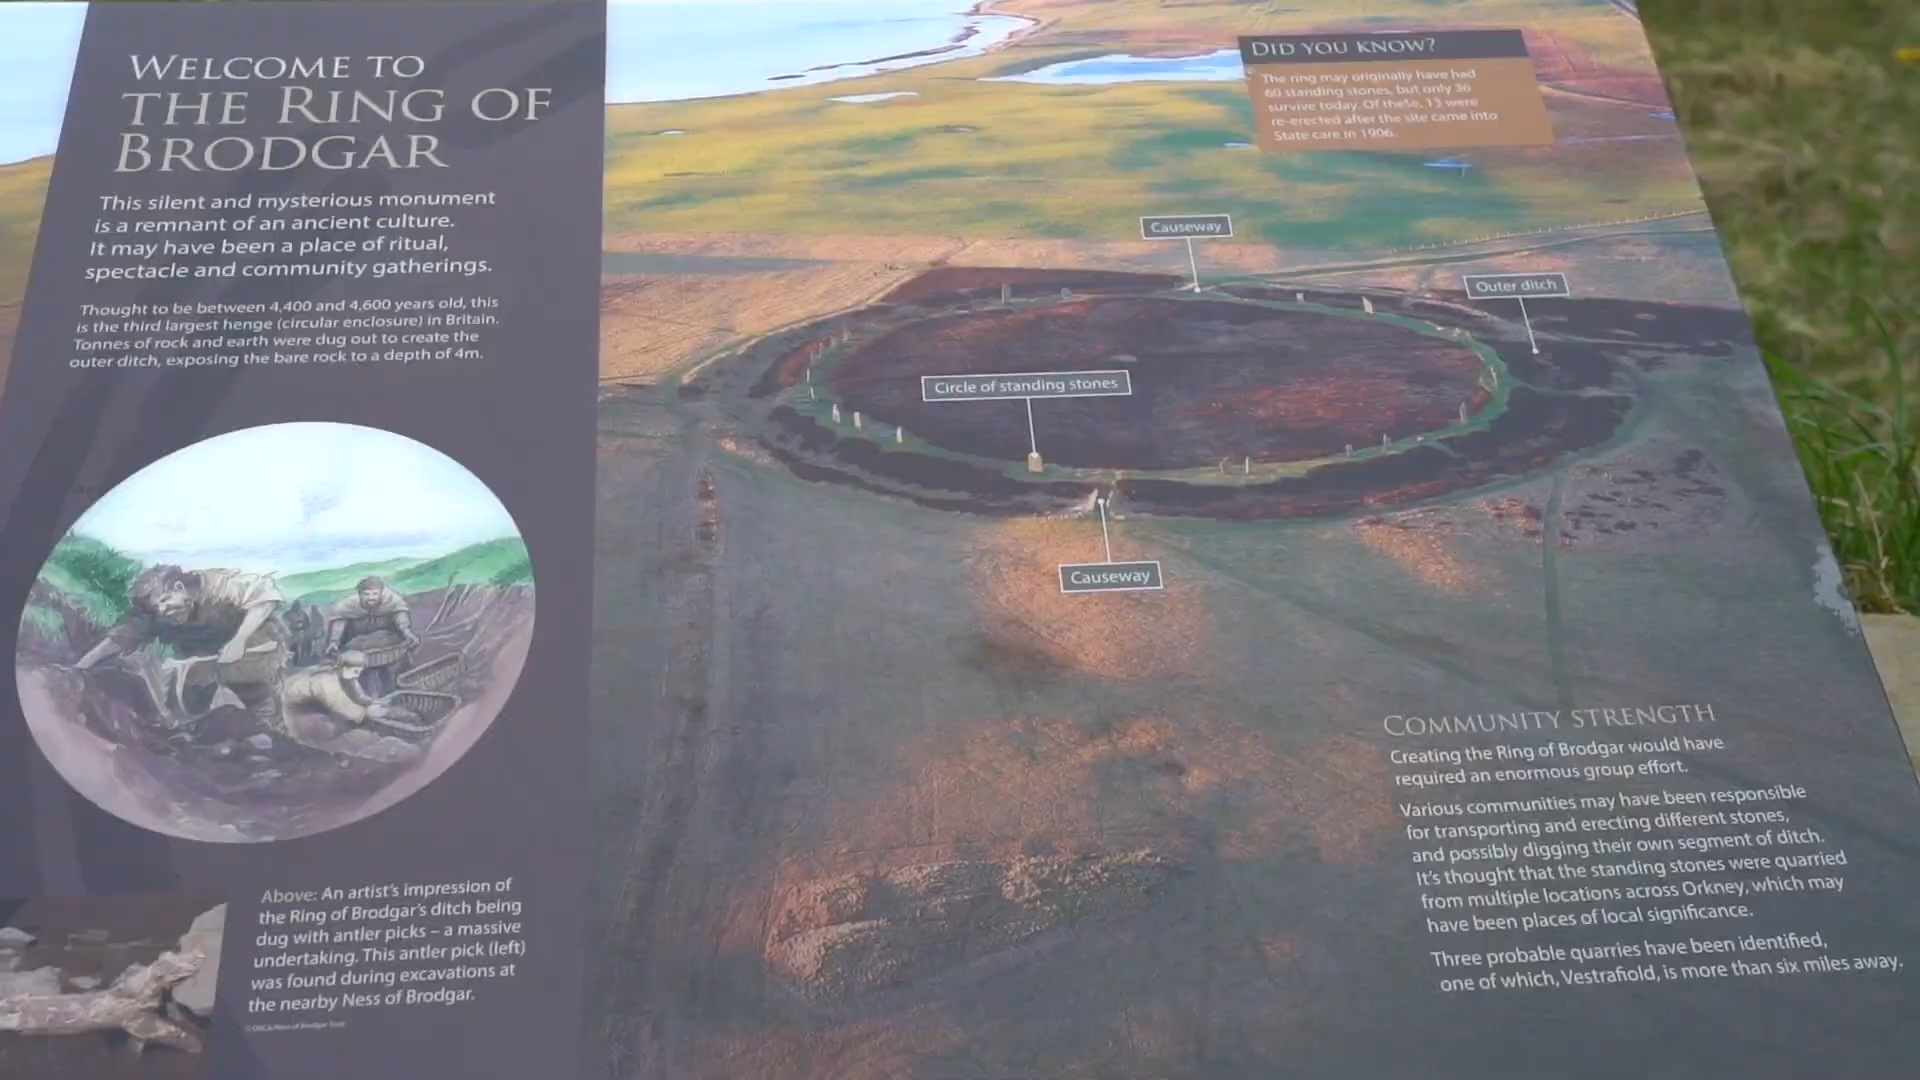 WELCOME TO
THE RING OF
BRODGAR
This silent and mysterious monument
is a remnant of an ancient culture.
It may have been a place of ritual,
spectacle and community gatherings.
Thought to be between 4,400 and 4,600 years old, this
is the third largest henge (circular enclosure) in Britain.
Tonnes of rock and earth were dug out to create the
outer ditch, exposing the bare rock to a depth of 4m.
Above: An artist's impression of
the Ring of Brodgar's ditch being
dug with antler picks – a massive
undertaking. This antler pick (left)
was found during excavations at
the nearby Ness of Brodgar.
DID YOU KNOW?
The ring may originally have had
60 standing stones, but only 36
survive today. Of these, 13 were
re-erected after the site came into
State care in 1906.
Causeway
Outer ditch
Circle of standing stones
Causeway
COMMUNITY STRENGTH
Creating the Ring of Brodgar would have
required an enormous group effort.
Various communities may have been responsible
for transporting and erecting different stones,
and possibly digging their own segment of ditch.
It's thought that the standing stones were quarried
from multiple locations across Orkney, which may
have been places of local significance.
Three probable quarries have been identified,
one of which, Vestrafiold, is more than six miles away.